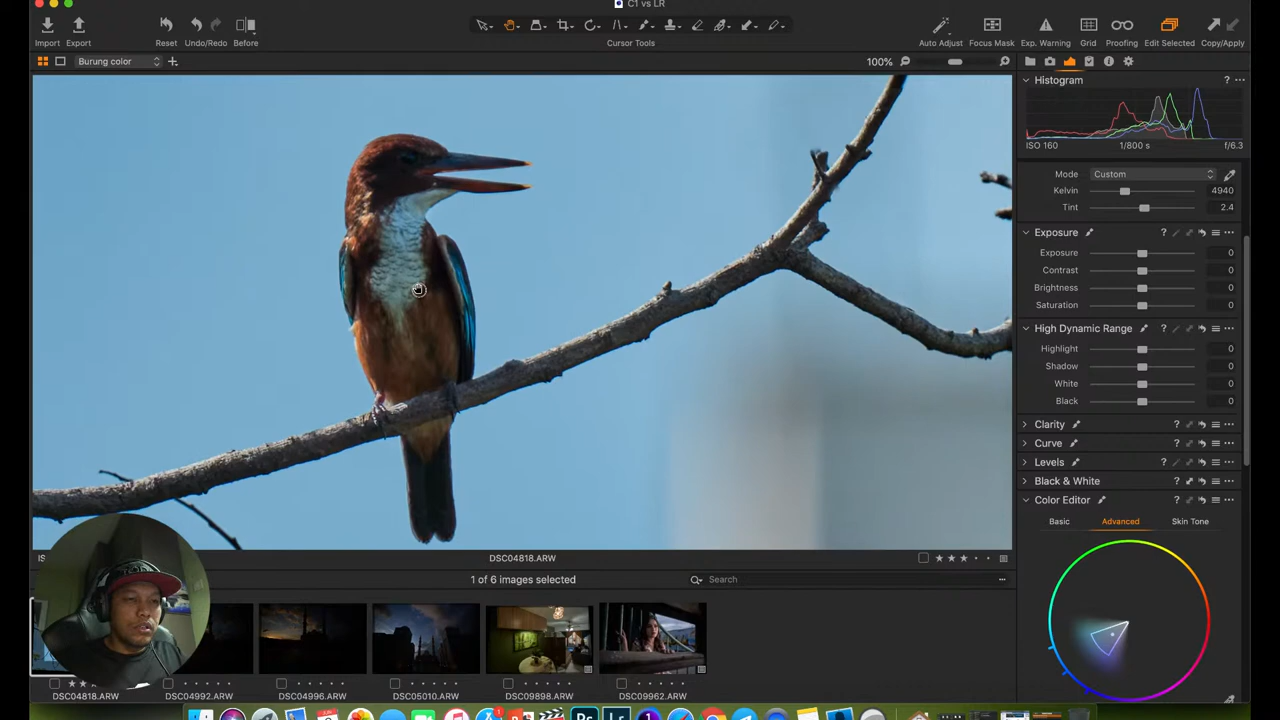 C1 vs LR
Import Export Reset Undo/Redo Before Cursor Tools Auto Adjust Focus Mask Exp. Warning Grid Proofing Edit Selected Copy/Apply
Burung color 100%
Histogram ? ...
ISO 160 1/800 s f/6.3
Mode Custom
Kelvin 4940
Tint 2.4
Exposure ? ...
Exposure 0
Contrast 0
Brightness 0
Saturation 0
High Dynamic Range ? ...
Highlight 0
Shadow 0
White 0
Black 0
Clarity ? ...
Curve ? ...
Levels ? ...
Black & White ? ...
Color Editor ? ...
Basic Advanced Skin Tone
IS DSC04818.ARW
1 of 6 images selected Search ...
DSC04818.ARW DSC04992.ARW DSC04996.ARW DSC05010.ARW DSC09898.ARW DSC09962.ARW
Ps Lr